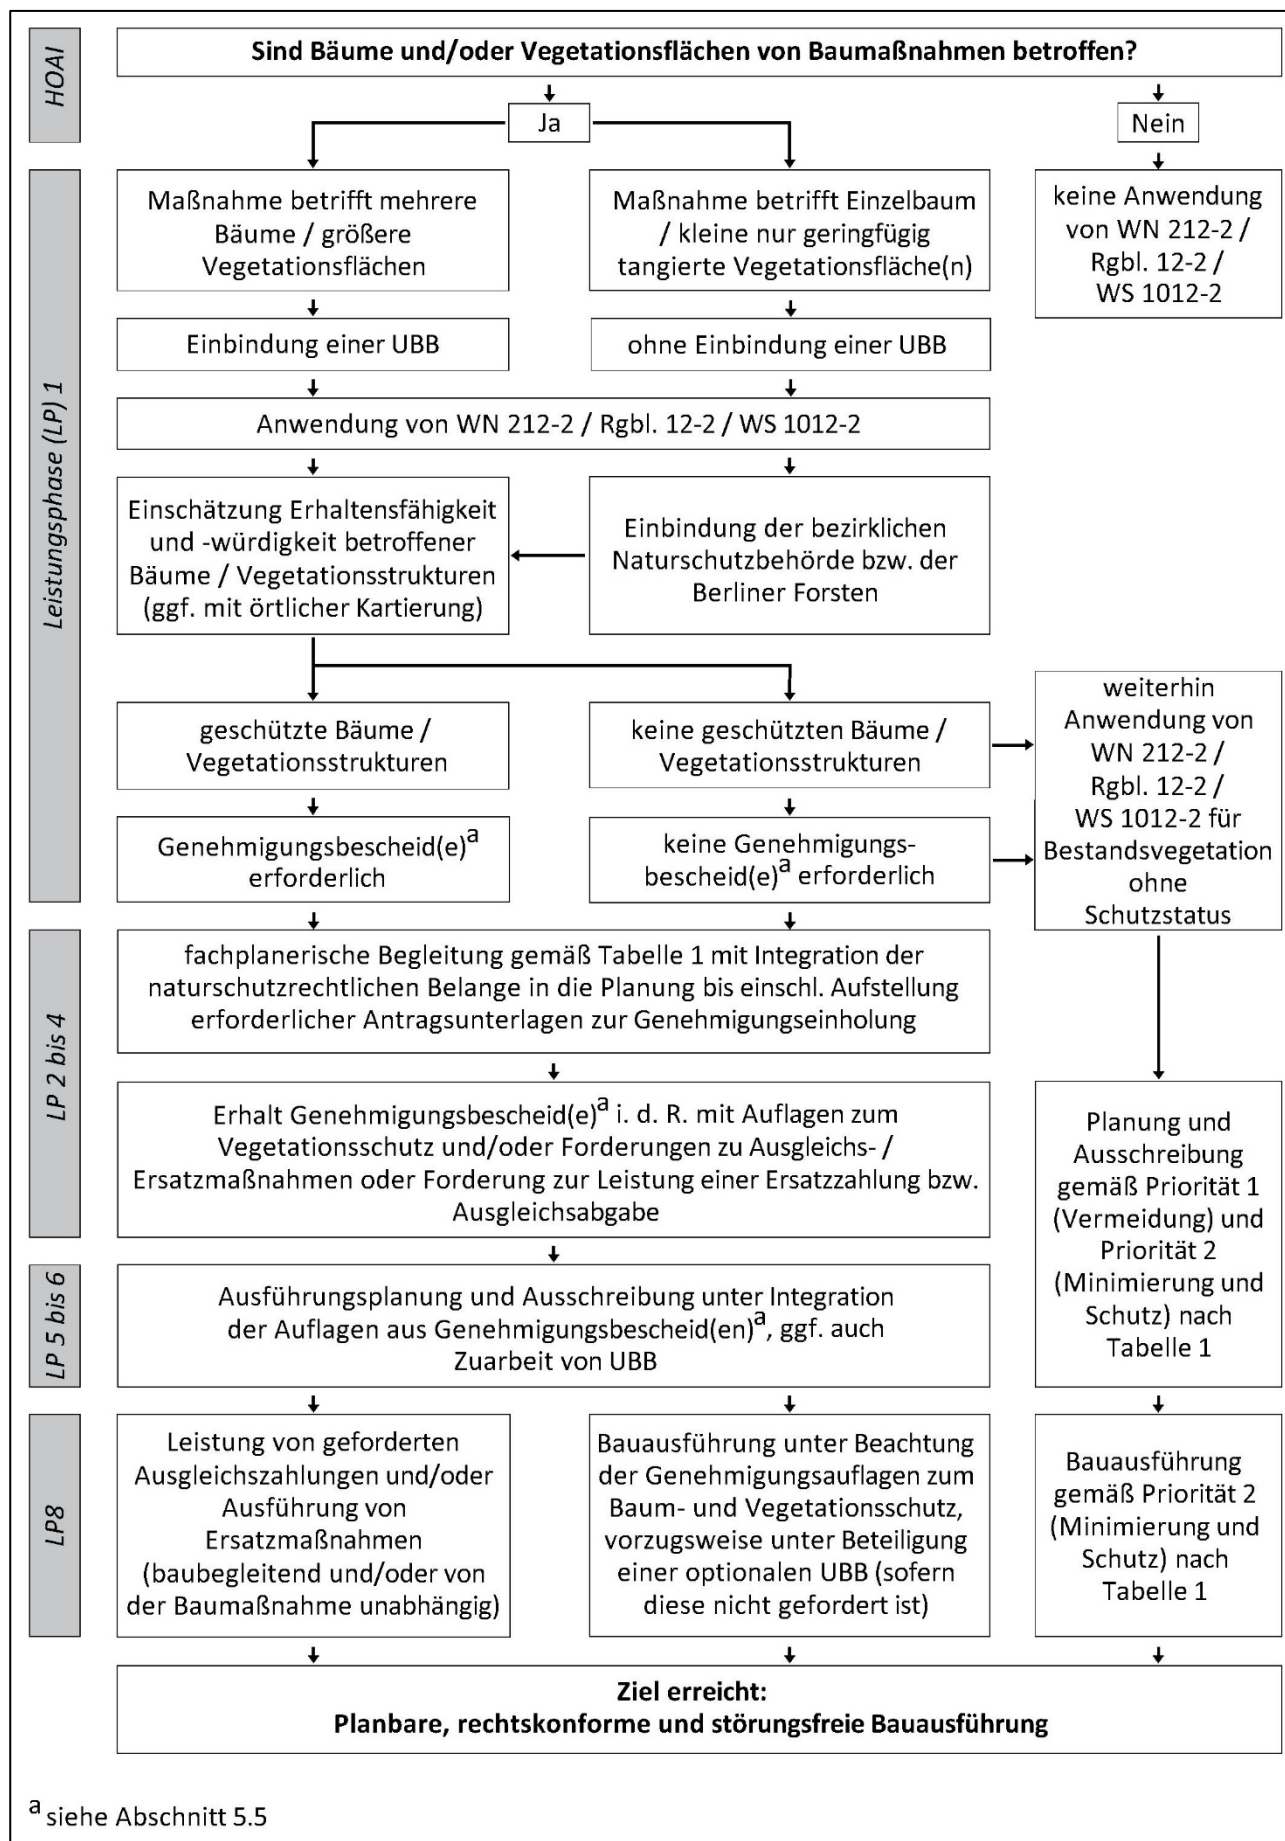 HOAI
Sind Bäume und/oder Vegetationsflächen von Baumaßnahmen betroffen?
Ja
Nein
Leistungsphase (LP) 1
Maßnahme betrifft mehrere
Bäume / größere
Vegetationsflächen
Maßnahme betrifft Einzelbaum
/ kleine nur geringfügig
tangierte Vegetationsfläche(n)
keine Anwendung
von WN 212-2 /
Rgbl. 12-2 /
WS 1012-2
Einbindung einer UBB
ohne Einbindung einer UBB
Anwendung von WN 212-2 / Rgbl. 12-2 / WS 1012-2
Einschätzung Erhaltensfähigkeit
und -würdigkeit betroffener
Bäume / Vegetationsstrukturen
(ggf. mit örtlicher Kartierung)
Einbindung der bezirklichen
Naturschutzbehörde bzw. der
Berliner Forsten
geschützte Bäume /
Vegetationsstrukturen
keine geschützten Bäume /
Vegetationsstrukturen
weiterhin
Anwendung von
WN 212-2 /
Rgbl. 12-2 /
WS 1012-2 für
Bestandsvegetation
ohne
Schutzstatus
Genehmigungsbescheid(e)a
erforderlich
keine Genehmigungs-
bescheid(e)a erforderlich
LP 2 bis 4
fachplanerische Begleitung gemäß Tabelle 1 mit Integration der
naturschutzrechtlichen Belange in die Planung bis einschl. Aufstellung
erforderlicher Antragsunterlagen zur Genehmigungseinholung
Erhalt Genehmigungsbescheid(e)a i. d. R. mit Auflagen zum
Vegetationsschutz und/oder Forderungen zu Ausgleichs- /
Ersatzmaßnahmen oder Forderung zur Leistung einer Ersatzzahlung bzw.
Ausgleichsabgabe
Planung und
Ausschreibung
gemäß Priorität 1
(Vermeidung) und
Priorität 2
(Minimierung und
Schutz) nach
Tabelle 1
LP 5 bis 6
Ausführungsplanung und Ausschreibung unter Integration
der Auflagen aus Genehmigungsbescheid(en)a, ggf. auch
Zuarbeit von UBB
LP8
Leistung von geforderten
Ausgleichszahlungen und/oder
Ausführung von
Ersatzmaßnahmen
(baubegleitend und/oder von
der Baumaßnahme unabhängig)
Bauausführung unter Beachtung
der Genehmigungsauflagen zum
Baum- und Vegetationsschutz,
vorzugsweise unter Beteiligung
einer optionalen UBB (sofern
diese nicht gefordert ist)
Bauausführung
gemäß Priorität 2
(Minimierung und
Schutz) nach
Tabelle 1
Ziel erreicht:
Planbare, rechtskonforme und störungsfreie Bauausführung
a siehe Abschnitt 5.5